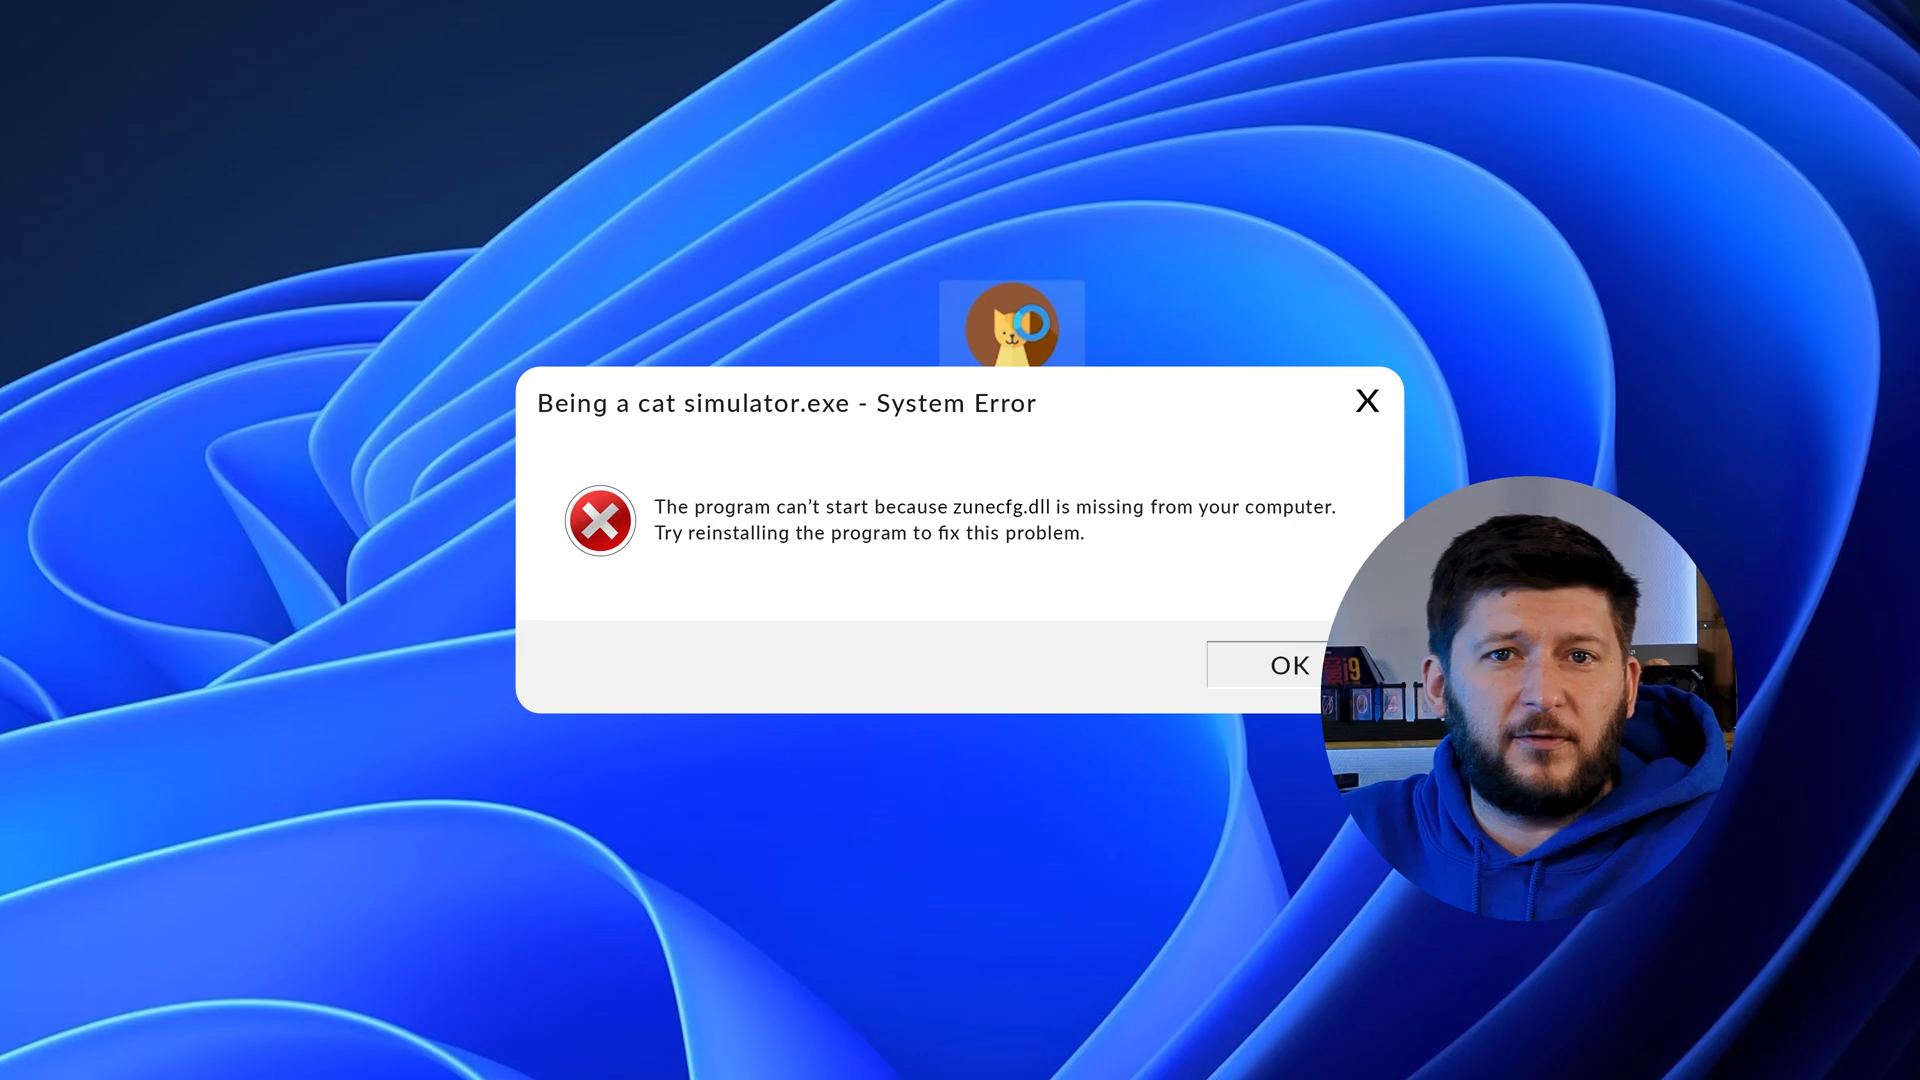 Being a cat simulator.exe - System Error
X
The program can’t start because zunecfg.dll is missing from your computer.
Try reinstalling the program to fix this problem.
OK
i9